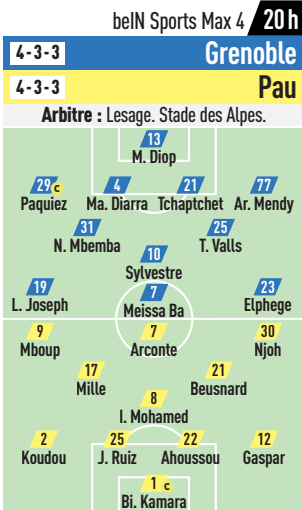 beIN Sports Max 4 20h
4-3-3 Grenoble
4-3-3 Pau
Arbitre : Lesage. Stade des Alpes.
13
M. Diop
29 c 4 21 77
Paquiez Ma. Diarra Tchaptchet Ar. Mendy
31 25
N. Mbemba T. Valls
10
Sylvestre
19 7 23
L. Joseph Meissa Ba Elphege
9 7 30
Mboup Arconte Njoh
17 21
Mille Beusnard
8
I. Mohamed
2 25 22 12
Koudou J. Ruiz Ahoussou Gaspar
1 c
Bi. Kamara